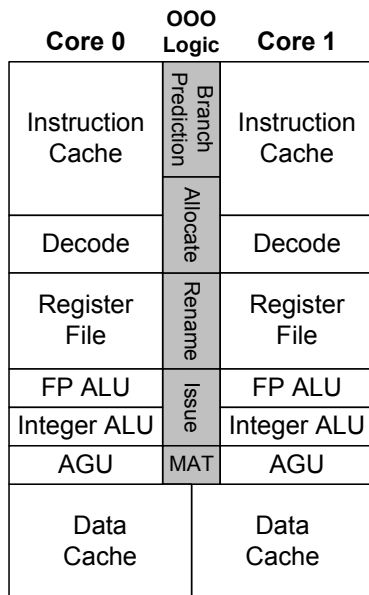 Core 0
OOO
Logic
Core 1
Instruction
Cache
Branch
Prediction
Instruction
Cache
Allocate
Decode
Decode
Register
File
Rename
Register
File
FP ALU
Issue
FP ALU
Integer ALU
Integer ALU
AGU
MAT
AGU
Data
Cache
Data
Cache